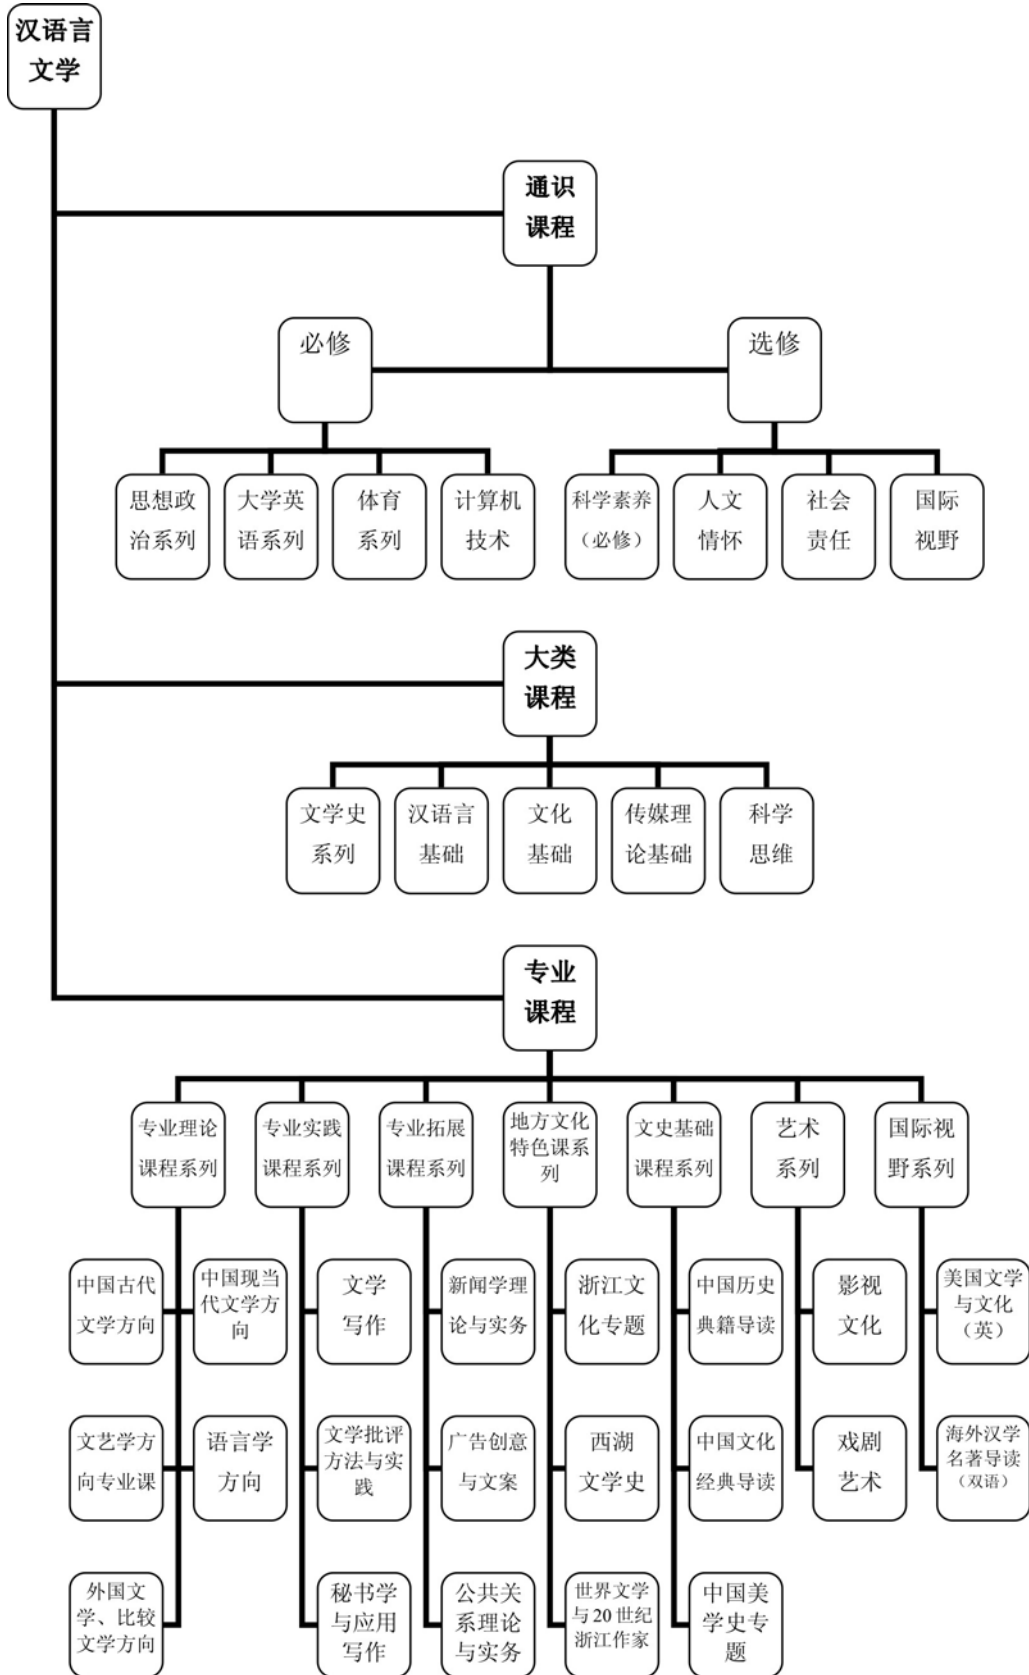 汉语言
文学
通识
课程
必修
选修
思想政
治系列
大学英
语系列
体育
系列
计算机
技术
科学素养
（必修）
人文
情怀
社会
责任
国际
视野
大类
课程
文学史
系列
汉语言
基础
文化
基础
传媒理
论基础
科学
思维
专业
课程
专业理论
课程系列
专业实践
课程系列
专业拓展
课程系列
地方文化
特色课系
列
文史基础
课程系列
艺术
系列
国际视
野系列
中国古代
文学方向
中国现当
代文学方
向
文学
写作
新闻学理
论与实务
浙江文
化专题
中国历史
典籍导读
影视
文化
美国文学
与文化
（英）
文艺学方
向专业课
语言学
方向
文学批评
方法与实
践
广告创意
与文案
西湖
文学史
中国文化
经典导读
戏剧
艺术
海外汉学
名著导读
（双语）
外国文
学、比较
文学方向
秘书学
与应用
写作
公共关
系理论
与实务
世界文学
与20世纪
浙江作家
中国美
学史专
题